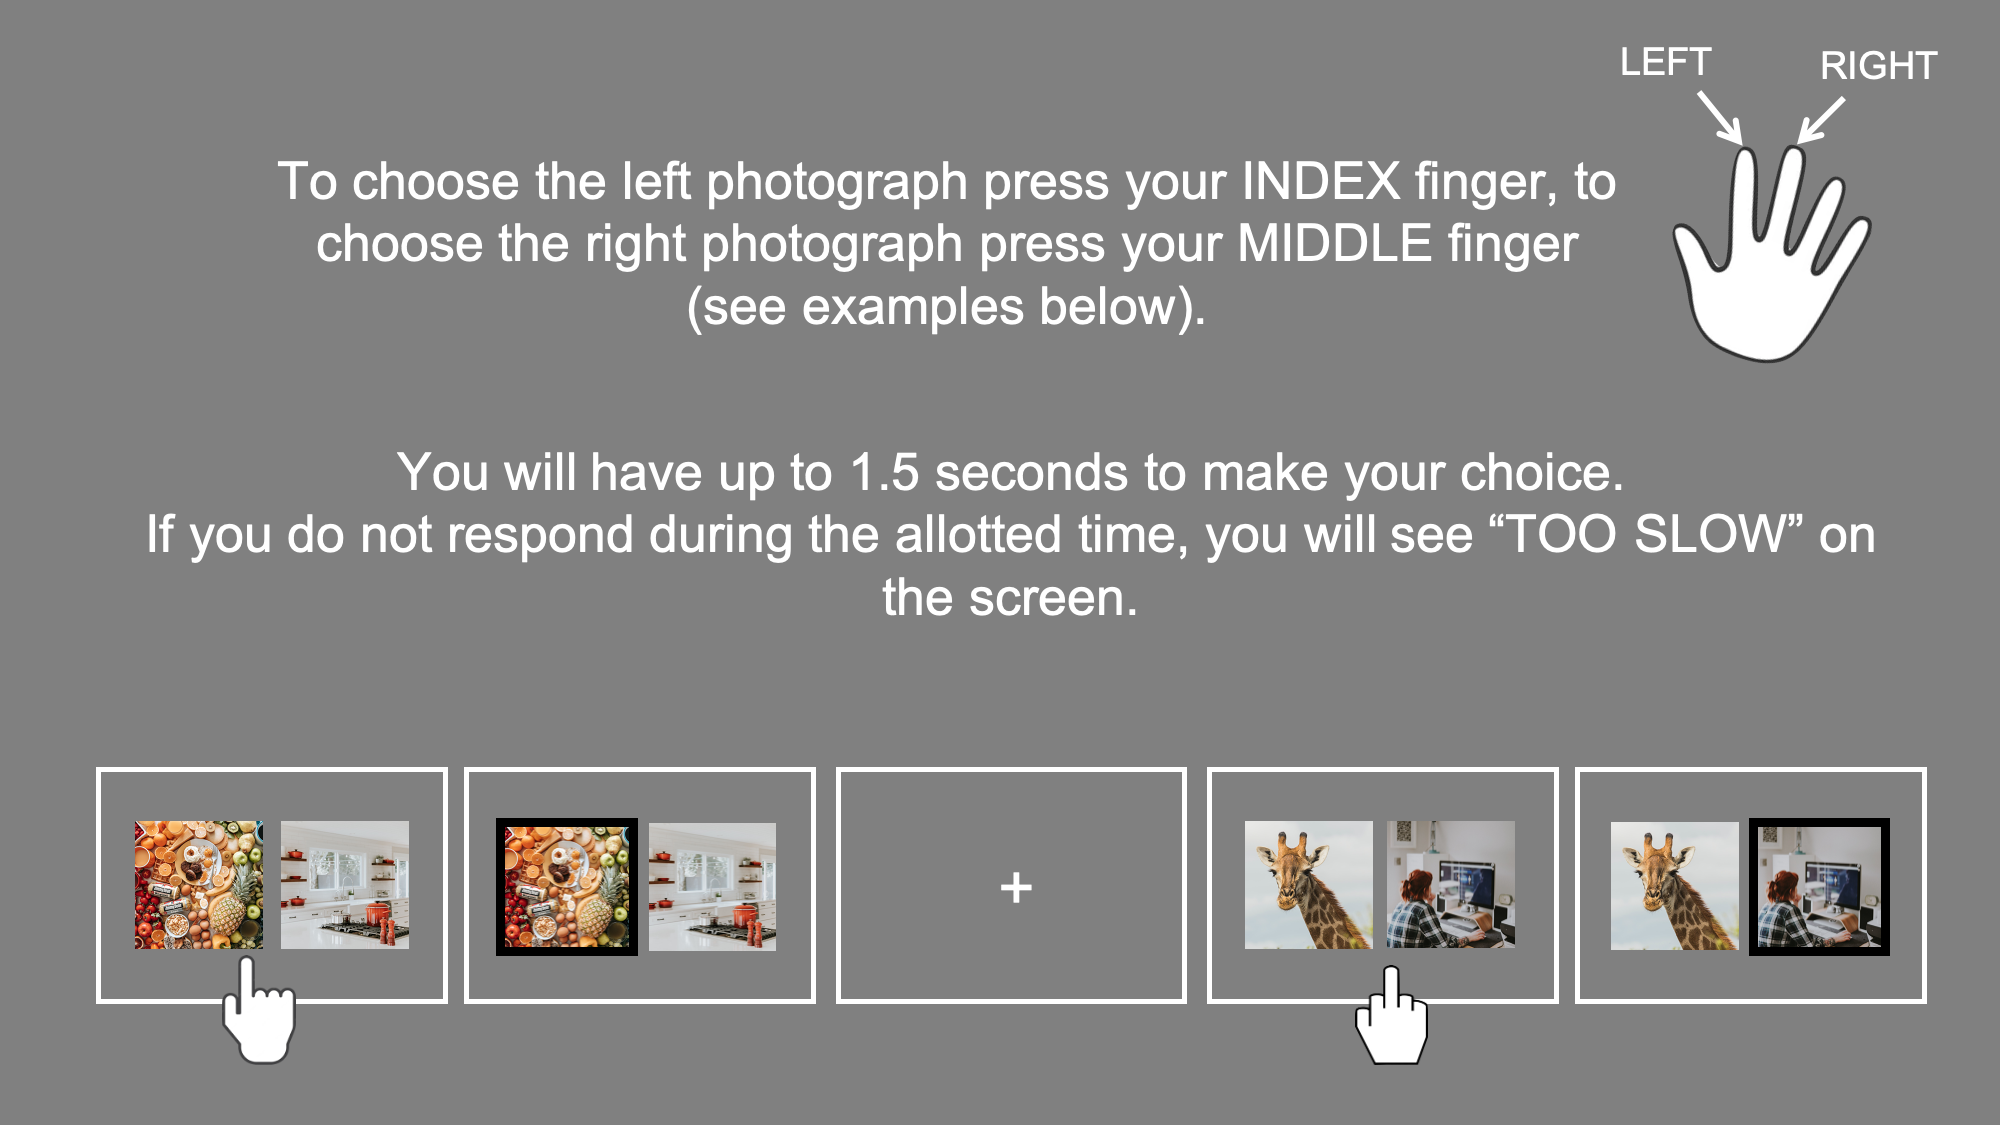 LEFT
RIGHT
To choose the left photograph press your INDEX finger, to
choose the right photograph press your MIDDLE finger
(see examples below).
You will have up to 1.5 seconds to make your choice.
If you do not respond during the allotted time, you will see “TOO SLOW” on
the screen.
+